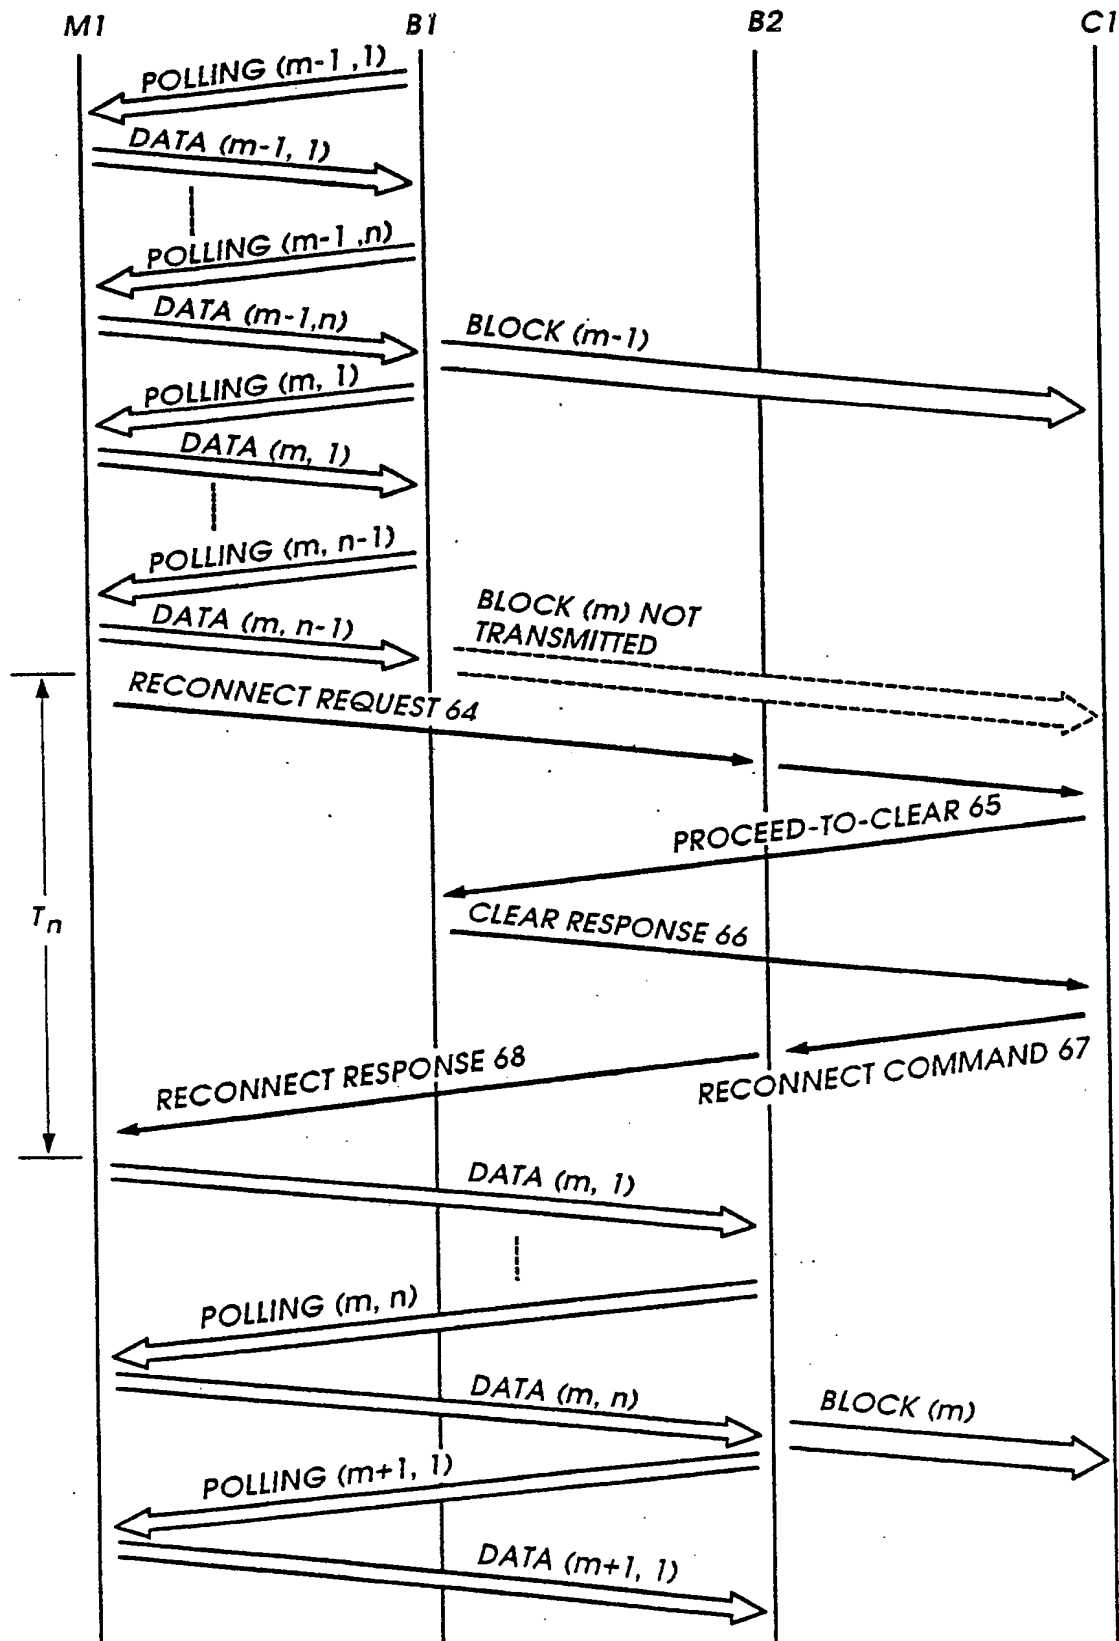 M1 B1 B2 C1
POLLING (m-1 ,1)
DATA (m-1, 1)
POLLING (m-1 ,n)
DATA (m-1,n)
BLOCK (m-1)
POLLING (m, 1)
DATA (m, 1)
POLLING (m, n-1)
DATA (m, n-1)
BLOCK (m) NOT
TRANSMITTED
RECONNECT REQUEST 64
PROCEED-TO-CLEAR 65
Tn
CLEAR RESPONSE 66
RECONNECT RESPONSE 68
RECONNECT COMMAND 67
DATA (m, 1)
POLLING (m, n)
DATA (m, n)
BLOCK (m)
POLLING (m+1, 1)
DATA (m+1, 1)